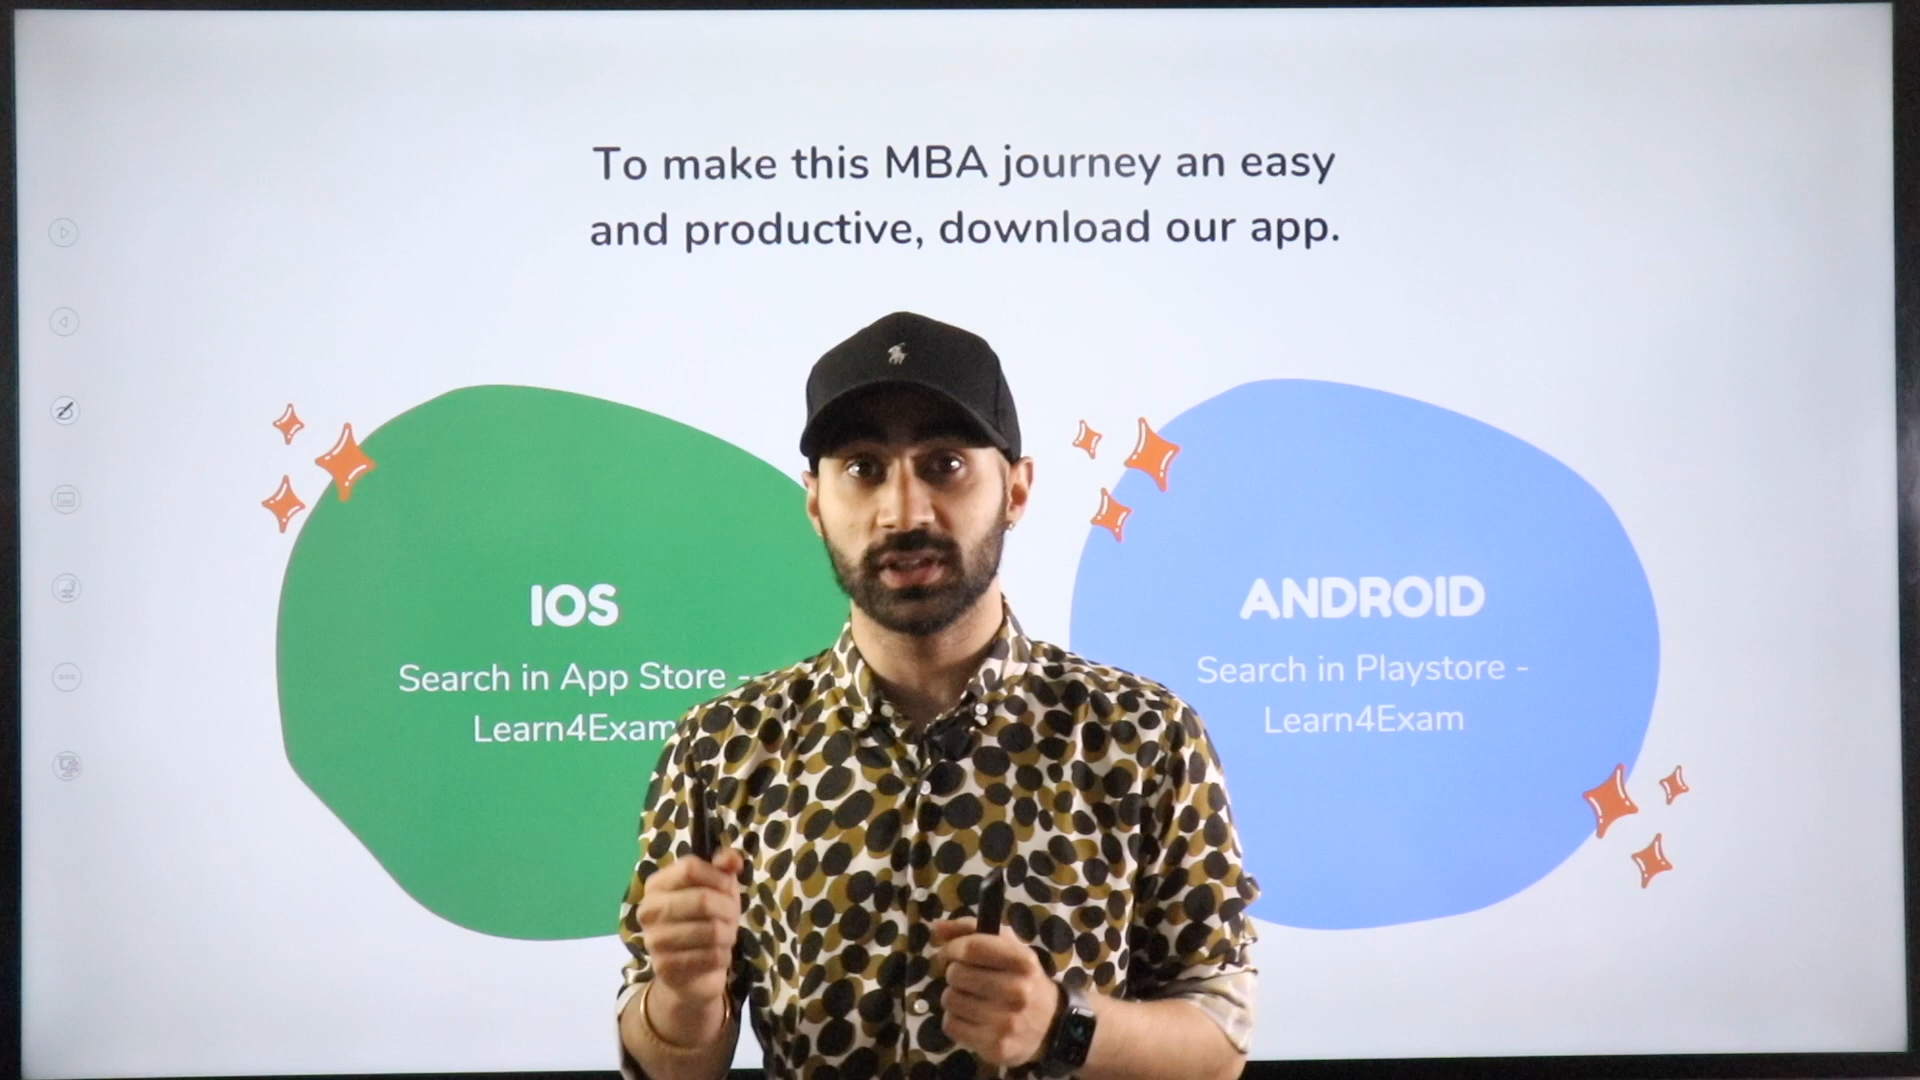 To make this MBA journey an easy
and productive, download our app.
IOS
Search in App Store -
Learn4Exam
ANDROID
Search in Playstore -
Learn4Exam